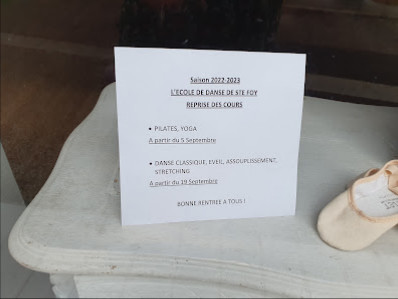 Saison 2022-2023
L'ECOLE DE DANSE DE STE FOY
REPRISE DES COURS
• PILATES, YOGA
A partir du 5 Septembre
• DANSE CLASSIQUE, EVEIL, ASSOUPLISSEMENT,
STRETCHING
A partir du 19 Septembre
BONNE RENTREE A TOUS !